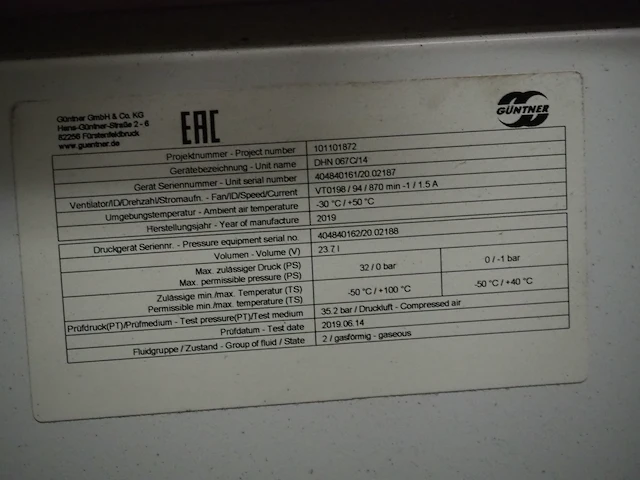 Güntner GmbH & Co. KG
Hans-Güntner-Straße 2 - 6
82256 Fürstenfeldbruck
www.guentner.de
EAC
GÜNTNER
Projektnummer - Project number 101101872
Gerätebezeichnung - Unit name DHN 067C/14
Gerät Seriennummer - Unit serial number 404840161/20.02187
Ventilator/ID/Drehzahl/Stromaufn. - Fan/ID/Speed/Current VT0198 / 94 / 870 min -1 / 1.5 A
Umgebungstemperatur - Ambient air temperature -30 °C / +50 °C
Herstellungsjahr - Year of manufacture 2019
Druckgerät Seriennr. - Pressure equipment serial no. 404840162/20.02188
Volumen - Volume (V) 23.7 l
Max. zulässiger Druck (PS)
Max. permissible pressure (PS) 32 / 0 bar 0 / -1 bar
Zulässige min./max. Temperatur (TS)
Permissible min./max. temperature (TS) -50 °C / +100 °C -50 °C / +40 °C
Prüfdruck(PT)/Prüfmedium - Test pressure(PT)/Test medium 35.2 bar / Druckluft - Compressed air
Prüfdatum - Test date 2019.06.14
Fluidgruppe / Zustand - Group of fluid / State 2 / gasförmig - gaseous